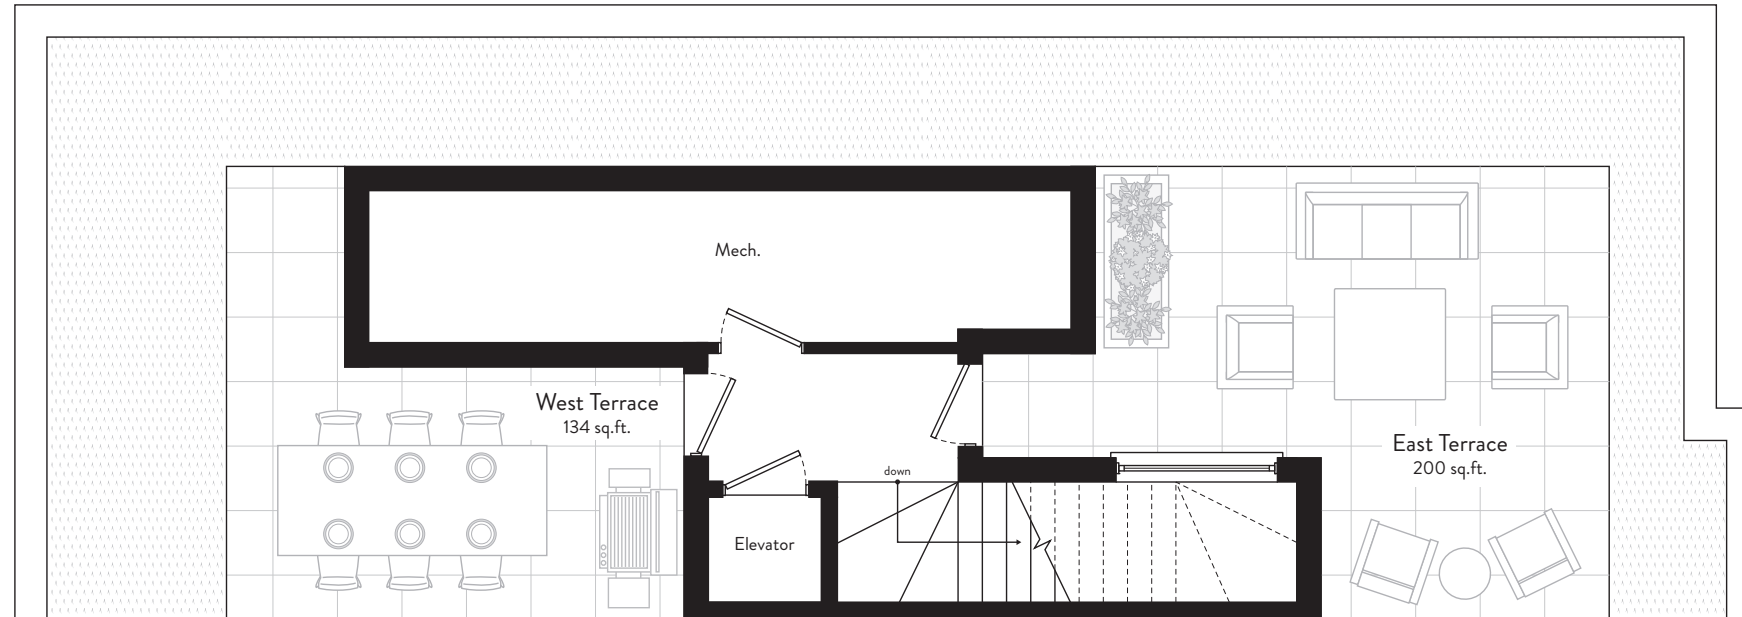 Mech.
West Terrace
134 sq.ft.
East Terrace
200 sq.ft.
down
Elevator